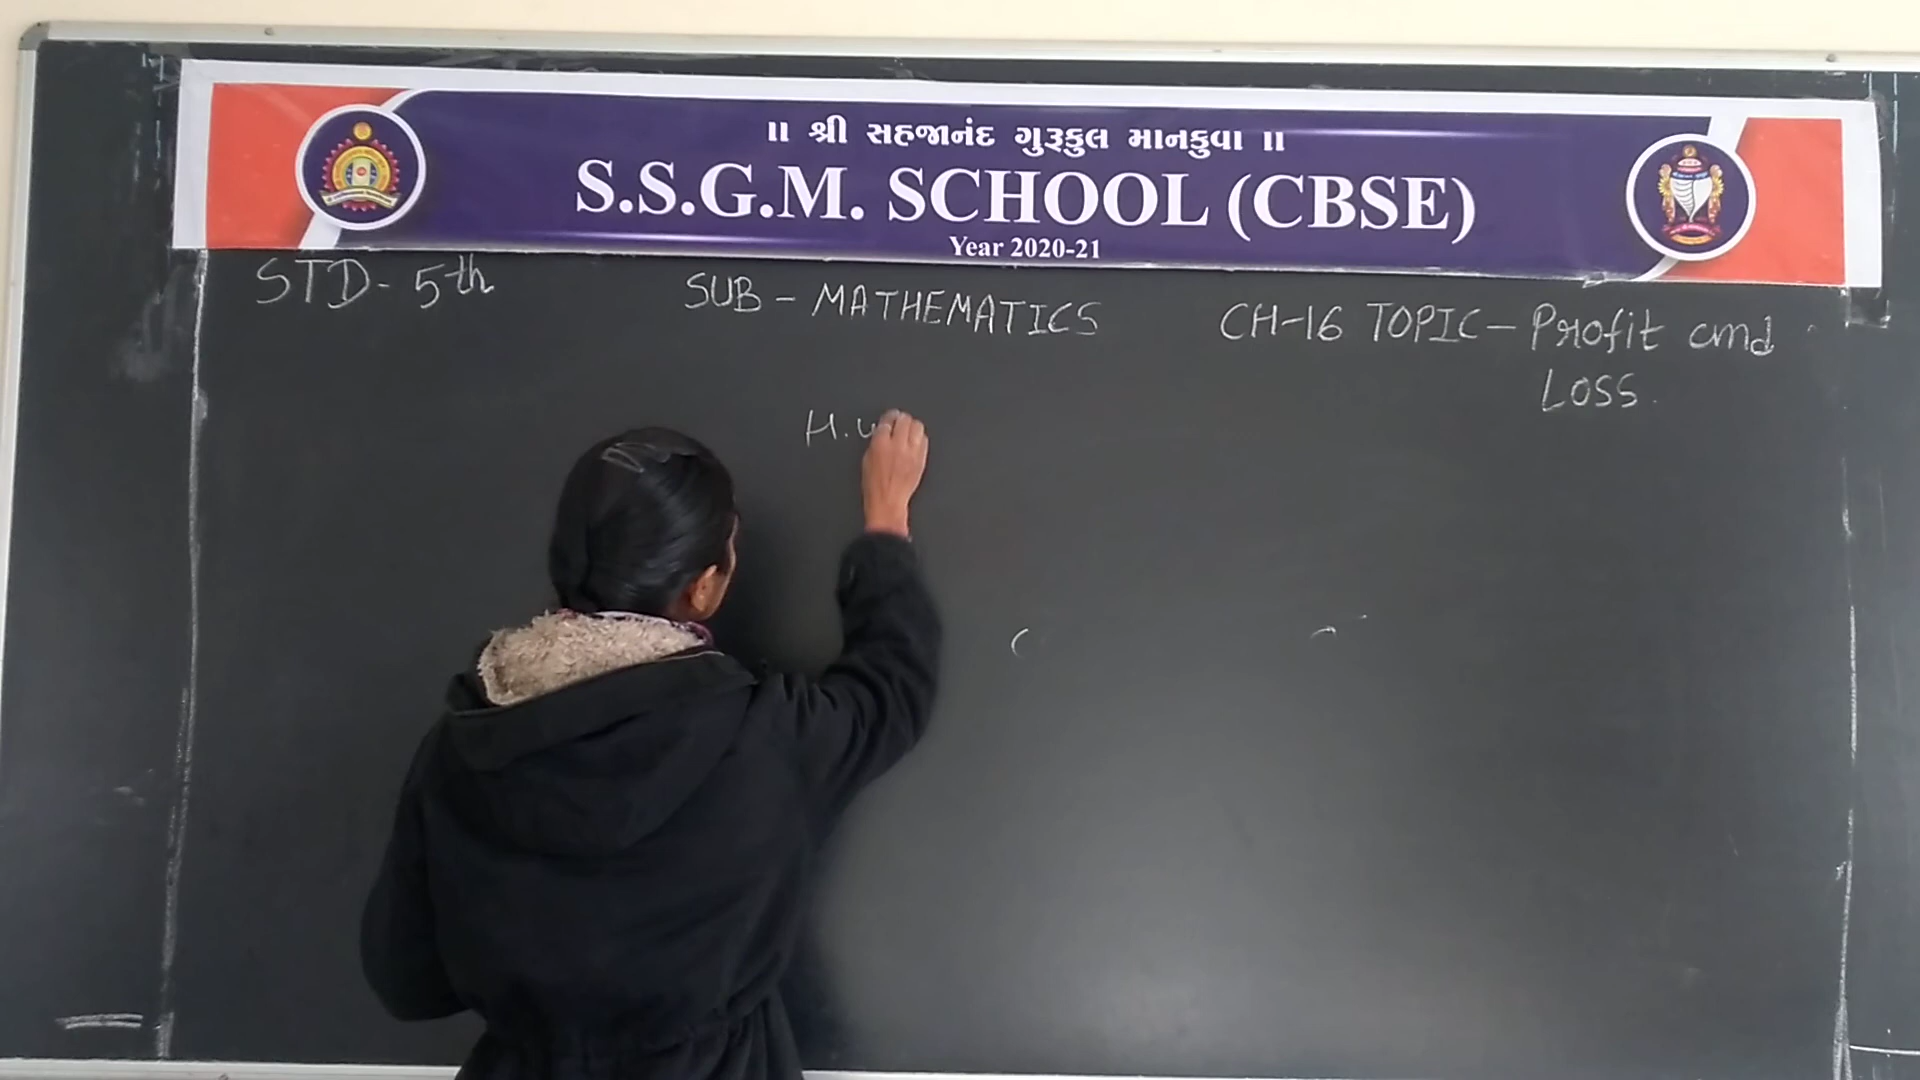 ॥ શ્રી સહજાનંદ ગુરૂકુલ માનકુવા ॥
S.S.G.M. SCHOOL (CBSE)
Year 2020-21
STD- 5th SUB - MATHEMATICS CH-16 TOPIC - Profit and
LOSS.
H.W